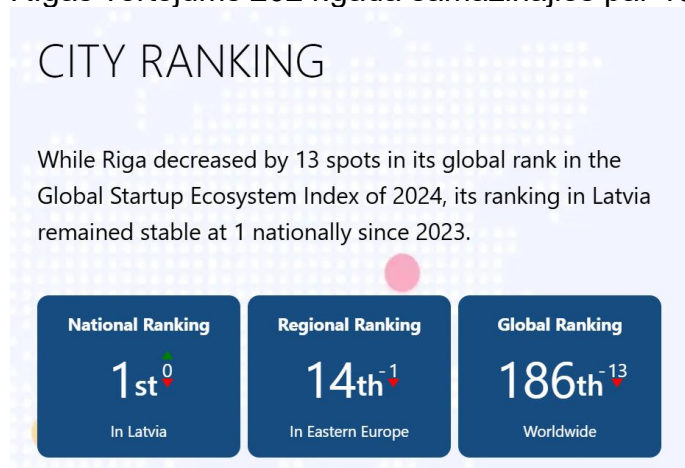 CITY RANKING
While Riga decreased by 13 spots in its global rank in the
Global Startup Ecosystem Index of 2024, its ranking in Latvia
remained stable at 1 nationally since 2023.
National Ranking
1st 0
In Latvia
Regional Ranking
14th -1
In Eastern Europe
Global Ranking
186th -13
Worldwide